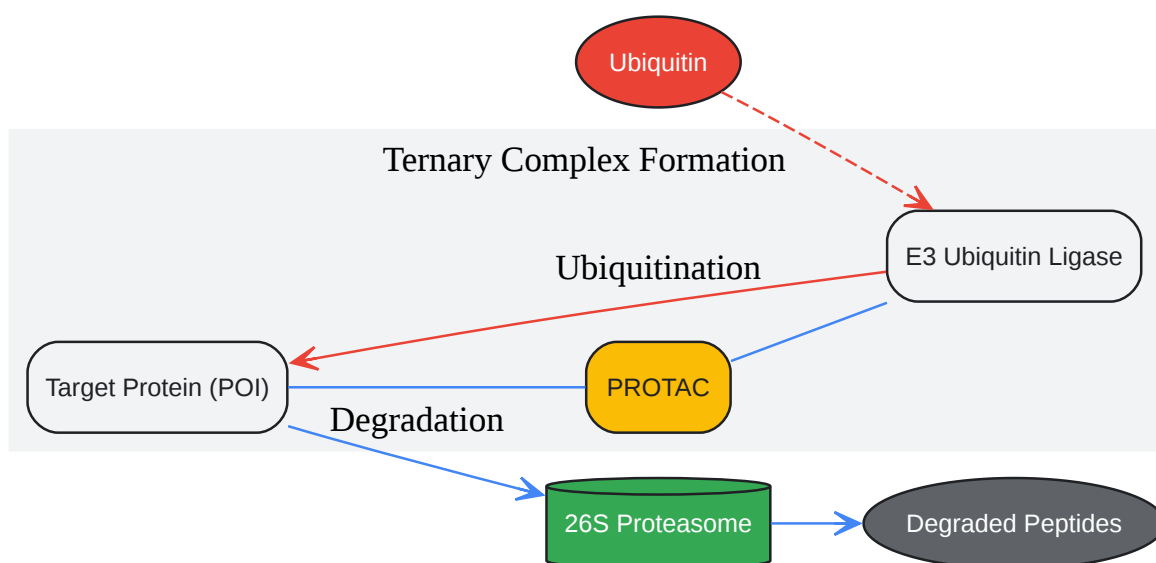 Ubiquitin
Ternary Complex Formation
E3 Ubiquitin Ligase
Ubiquitination
Target Protein (POI)
PROTAC
Degradation
26S Proteasome
Degraded Peptides